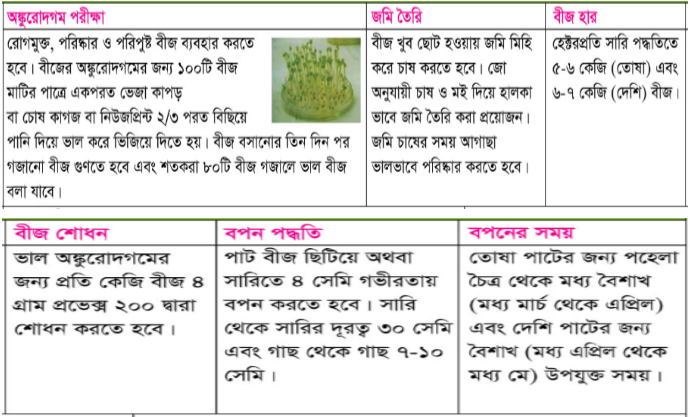 অঙ্কুরোদগম পরীক্ষা
রোগমুক্ত, পরিষ্কার ও পরিপুষ্ট বীজ ব্যবহার করতে
হবে। বীজের অঙ্কুরোদগমের জন্য ১০০টি বীজ
মাটির পাত্রে একপরত ভেজা কাপড়
বা চোষ কাগজ বা নিউজপ্রিন্ট ২/৩ পরত বিছিয়ে
পানি দিয়ে ভাল করে ভিজিয়ে দিতে হয়। বীজ বসানোর তিন দিন পর
গজানো বীজ গুণতে হবে এবং শতকরা ৮০টি বীজ গজালে ভাল বীজ
বলা যাবে।
জমি তৈরি
বীজ খুব ছোট হওয়ায় জমি মিহি
করে চাষ করতে হবে। জো
অনুযায়ী চাষ ও মই দিয়ে হালকা
ভাবে জমি তৈরি করা প্রয়োজন।
জমি চাষের সময় আগাছা
ভালভাবে পরিষ্কার করতে হবে।
বীজ হার
হেক্টরপ্রতি সারি পদ্ধতিতে
৫-৬ কেজি (তোষা) এবং
৬-৭ কেজি (দেশি) বীজ।
বীজ শোধন
ভাল অঙ্কুরোদগমের
জন্য প্রতি কেজি বীজ ৪
গ্রাম প্রভেক্স ২০০ দ্বারা
শোধন করতে হবে।
বপন পদ্ধতি
পাট বীজ ছিটিয়ে অথবা
সারিতে ৪ সেমি গভীরতায়
বপন করতে হবে। সারি
থেকে সারির দূরত্ব ৩০ সেমি
এবং গাছ থেকে গাছ ৭-১০
সেমি।
বপনের সময়
তোষা পাটের জন্য পহেলা
চৈত্র থেকে মধ্য বৈশাখ
(মধ্য মার্চ থেকে এপ্রিল)
এবং দেশি পাটের জন্য
বৈশাখ (মধ্য এপ্রিল থেকে
মধ্য মে) উপযুক্ত সময়।